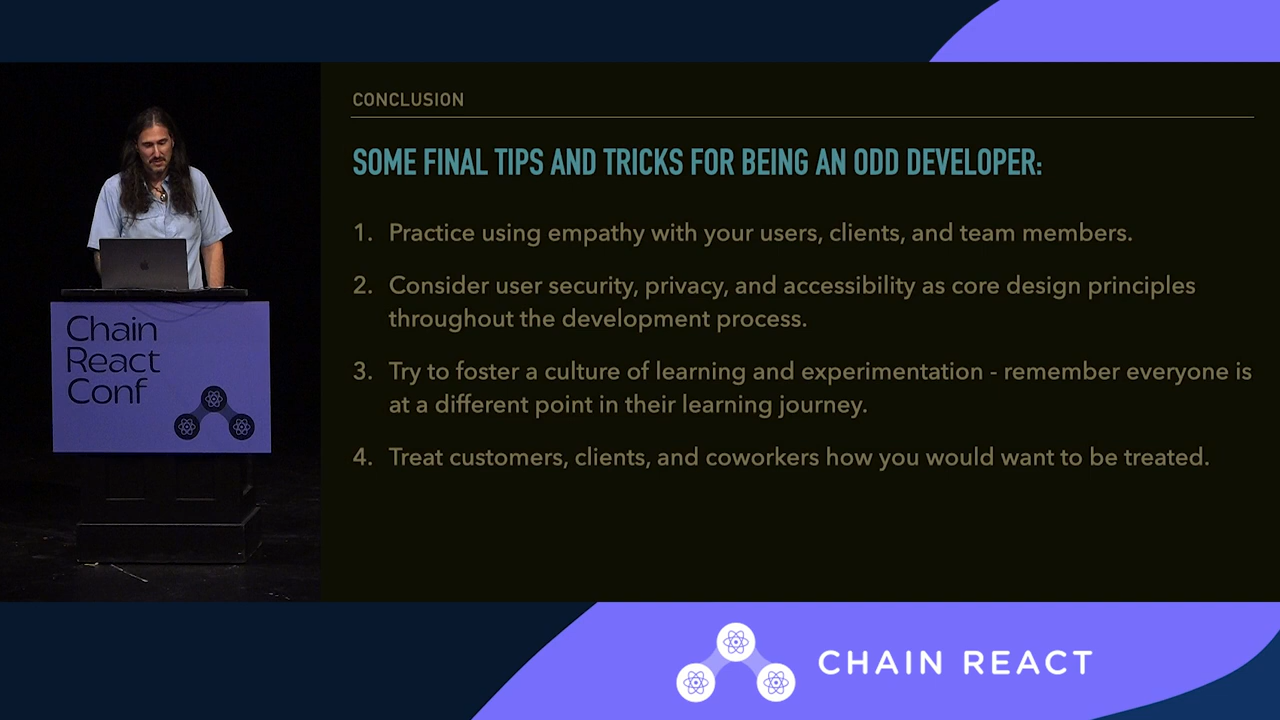 CONCLUSION
SOME FINAL TIPS AND TRICKS FOR BEING AN ODD DEVELOPER:
1. Practice using empathy with your users, clients, and team members.
2. Consider user security, privacy, and accessibility as core design principles
throughout the development process.
3. Try to foster a culture of learning and experimentation - remember everyone is
at a different point in their learning journey.
4. Treat customers, clients, and coworkers how you would want to be treated.
Chain
React
Conf
CHAIN REACT